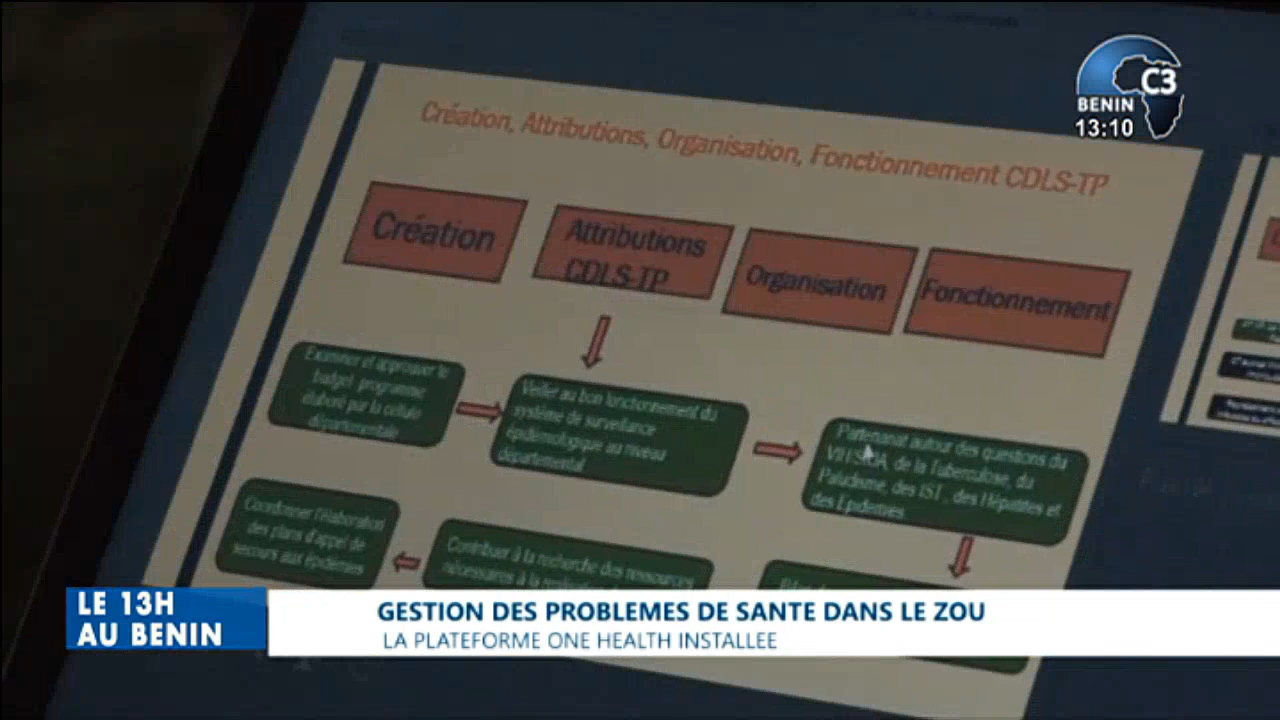 C3
BENIN
13:10
Création, Attributions, Organisation, Fonctionnement CDLS-TP
Création
Attributions
CDLS-TP
Organisation
Fonctionnement
Examiner et approuver le
budget programme
élaboré par la cellule
départementale
Veiller au bon fonctionnement du
système de surveillance
épidémiologique au niveau
départemental
Partenariat autour des questions du
de la Tuberculose, du
Paludisme, des IST, des Hépatites et
des Epidémies
Coordonner l'élaboration
des plans d'appel de
secours aux épidémies
Contribuer à la recherche des ressources
nécessaires à la
LE 13H
AU BENIN
GESTION DES PROBLEMES DE SANTE DANS LE ZOU
LA PLATEFORME ONE HEALTH INSTALLEE